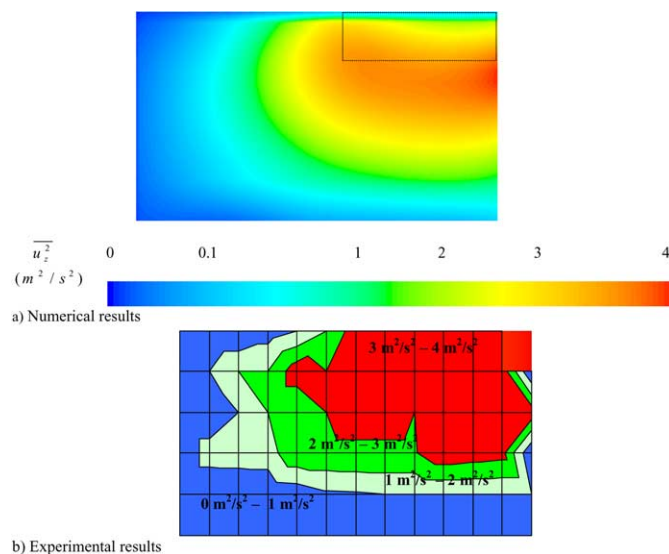 u_z^2 0 0.1 1 2 3 4
(m^2 / s^2)
a) Numerical results
3 m²/s² – 4 m²/s²
2 m²/s² – 3 m²/s²
1 m²/s² – 2 m²/s²
0 m²/s² – 1 m²/s²
b) Experimental results